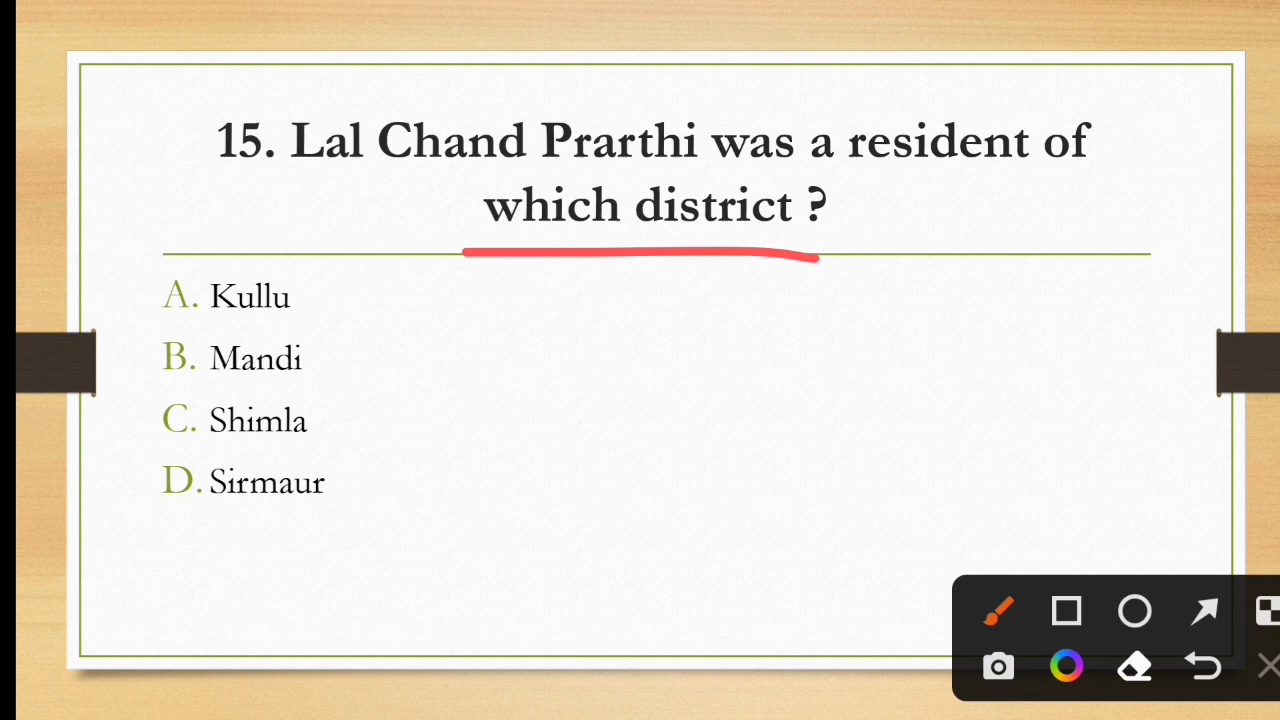 15. Lal Chand Prarthi was a resident of
which district ?
A. Kullu
B. Mandi
C. Shimla
D. Sirmaur